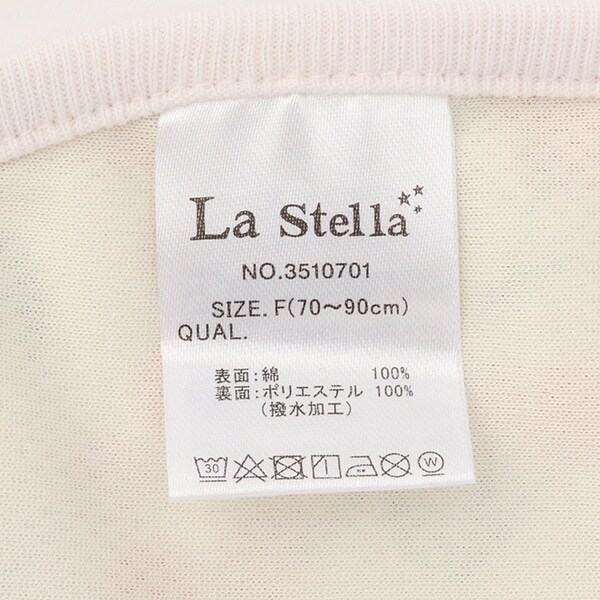 La Stella
NO.3510701
SIZE. F(70～90cm)
QUAL.
表面:綿 100%
裏面:ポリエステル 100%
(撥水加工)
30 W